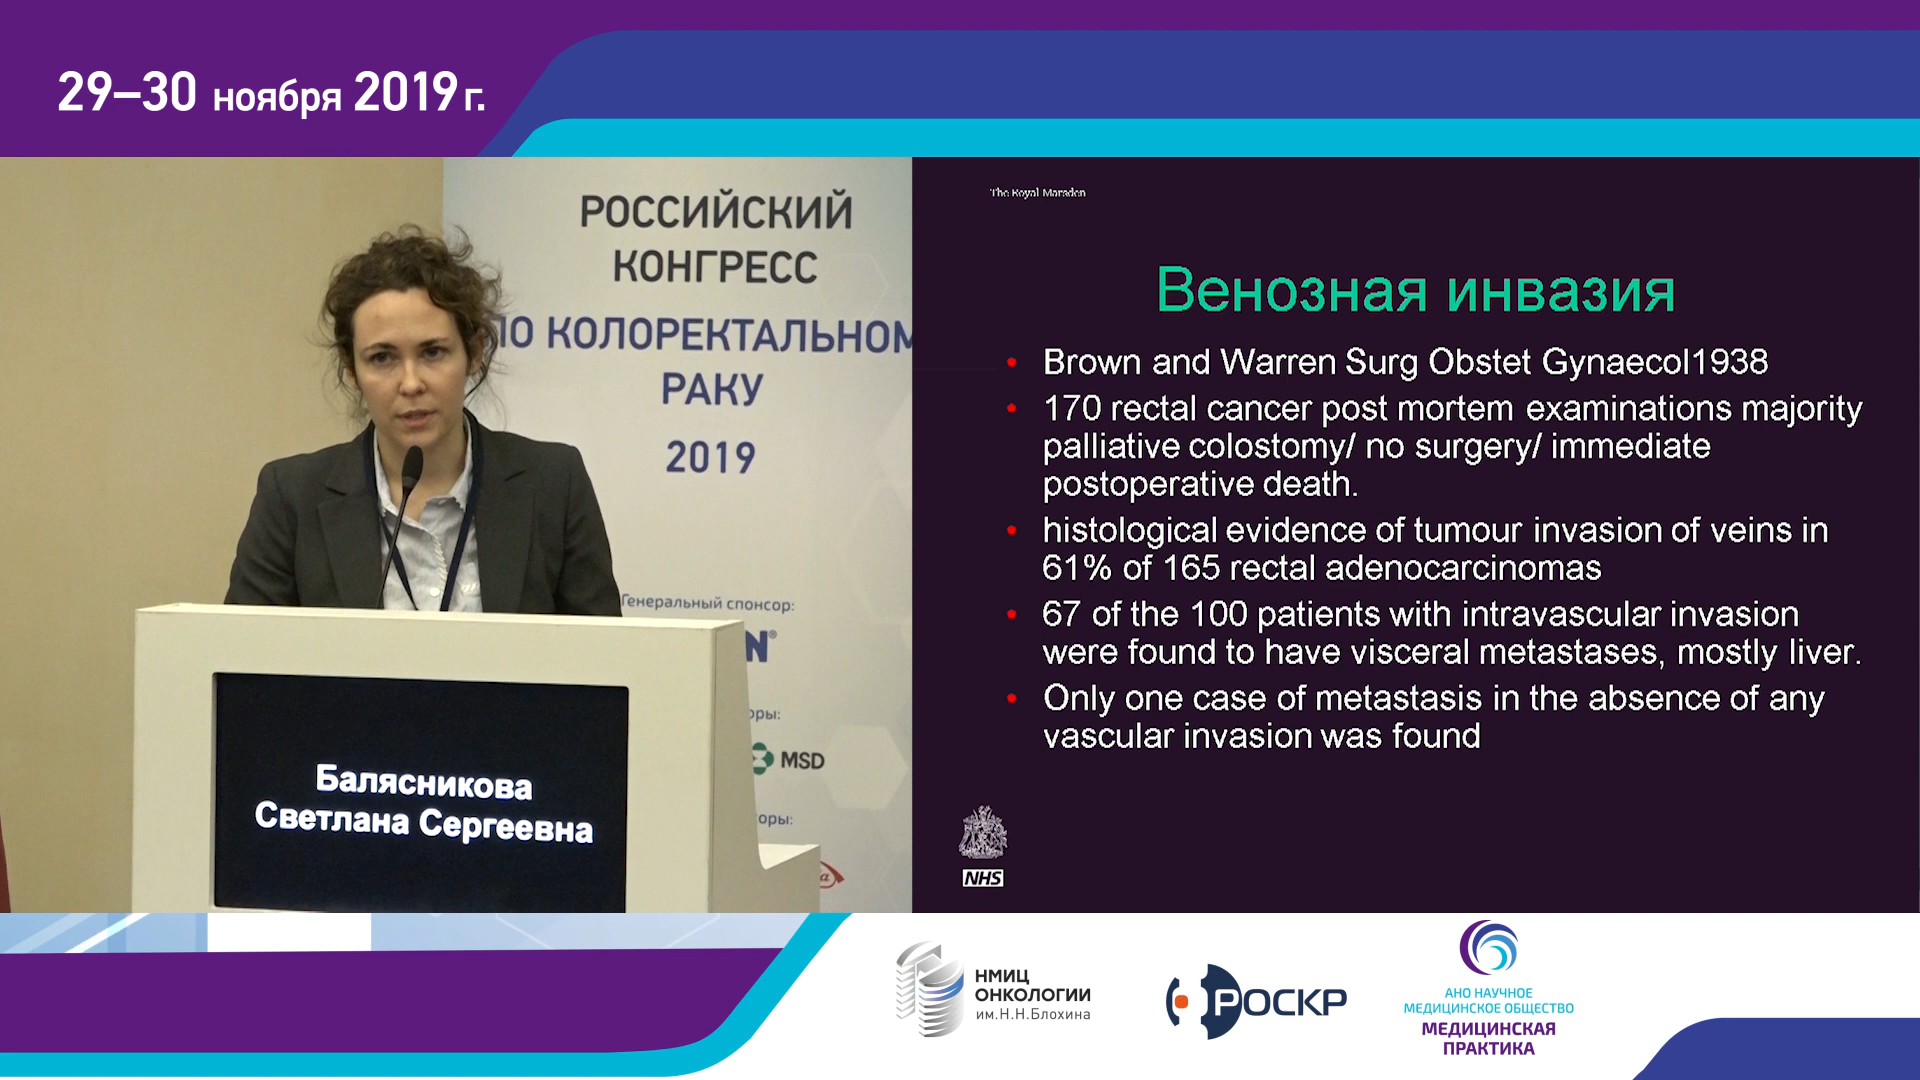 29–30 ноября 2019 г.
РОССИЙСКИЙ
КОНГРЕСС
ПО КОЛОРЕКТАЛЬНОМ
РАКУ
2019
Генеральный спонсор:
MSD
Балясникова
Светлана Сергеевна
The Royal Marsden
Венозная инвазия
• Brown and Warren Surg Obstet Gynaecol1938
• 170 rectal cancer post mortem examinations majority
palliative colostomy/ no surgery/ immediate
postoperative death.
• histological evidence of tumour invasion of veins in
61% of 165 rectal adenocarcinomas
• 67 of the 100 patients with intravascular invasion
were found to have visceral metastases, mostly liver.
• Only one case of metastasis in the absence of any
vascular invasion was found
NHS
НМИЦ
ОНКОЛОГИИ
им.Н.Н.Блохина
РОСКР
АНО НАУЧНОЕ
МЕДИЦИНСКОЕ ОБЩЕСТВО
МЕДИЦИНСКАЯ
ПРАКТИКА